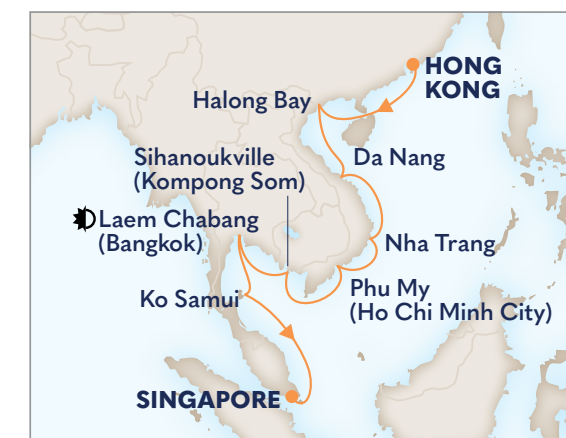 HONG
KONG
Halong Bay
Sihanoukville
(Kompong Som)
Da Nang
Laem Chabang
(Bangkok)
Nha Trang
Ko Samui
Phu My
(Ho Chi Minh City)
SINGAPORE